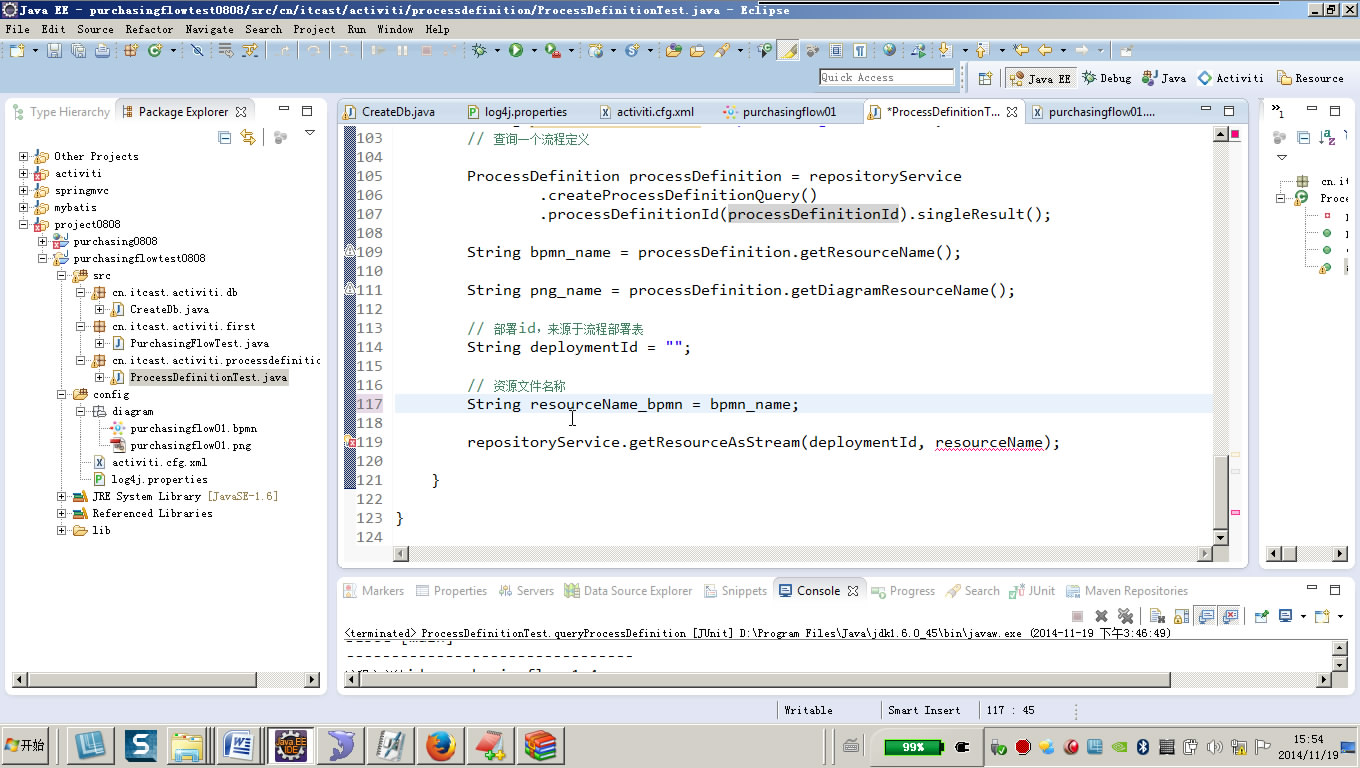 Java EE - purchasingflowtest0808/src/cn/itcast/activiti/processdefinition/ProcessDefinitionTest.java - Eclipse
File Edit Source Refactor Navigate Search Project Run Window Help
Quick Access
Java EE Debug Java Activiti Resource
Type Hierarchy Package Explorer
CreateDb.java log4j.properties activiti.cfg.xml purchasingflow01 *ProcessDefinitionT... purchasingflow01....
Other Projects
activiti
springmvc
mybatis
project0808
purchasing0808
purchasingflowtest0808
src
cn.itcast.activiti.db
CreateDb.java
cn.itcast.activiti.first
PurchasingFlowTest.java
cn.itcast.activiti.processdefinitic
ProcessDefinitionTest.java
config
diagram
purchasingflow01.bpmn
purchasingflow01.png
activiti.cfg.xml
log4j.properties
JRE System Library [JavaSE-1.6]
Referenced Libraries
lib
103 // 查询一个流程定义
104
105 ProcessDefinition processDefinition = repositoryService
106 .createProcessDefinitionQuery()
107 .processDefinitionId(processDefinitionId).singleResult();
108
109 String bpmn_name = processDefinition.getResourceName();
110
111 String png_name = processDefinition.getDiagramResourceName();
112
113 // 部署id，来源于流程部署表
114 String deploymentId = "";
115
116 // 资源文件名称
117 String resourceName_bpmn = bpmn_name;
118
119 repositoryService.getResourceAsStream(deploymentId, resourceName);
120
121 }
122
123 }
124
cn.it
Proce
Markers Properties Servers Data Source Explorer Snippets Console Progress Search JUnit Maven Repositories
<terminated> ProcessDefinitionTest.queryProcessDefinition [JUnit] D:\Program Files\Java\jdk1.6.0_45\bin\javaw.exe (2014-11-19 下午3:46:49)
--------------------------------
Writable Smart Insert 117 : 45
开始
99%
15:54
2014/11/19